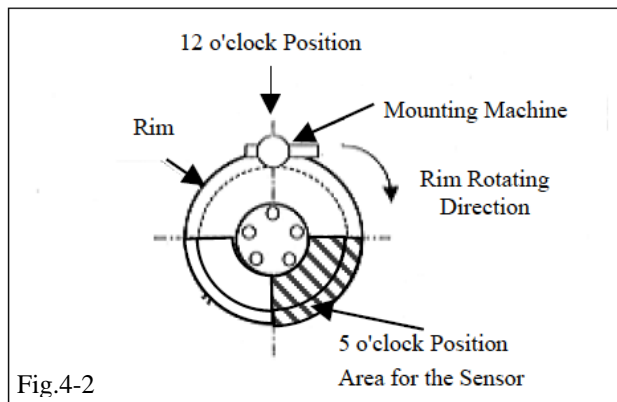 12 o'clock Position
Mounting Machine
Rim
Rim Rotating
Direction
5 o'clock Position
Area for the Sensor
Fig.4-2